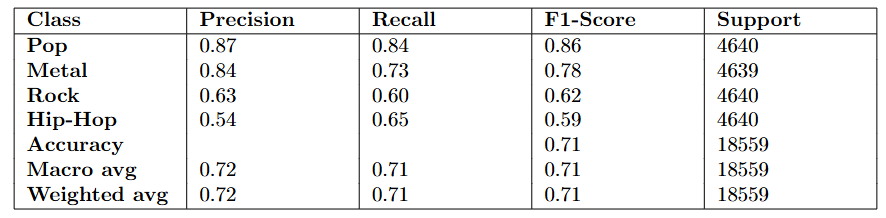 Class Precision Recall F1-Score Support
Pop 0.87 0.84 0.86 4640
Metal 0.84 0.73 0.78 4639
Rock 0.63 0.60 0.62 4640
Hip-Hop 0.54 0.65 0.59 4640
Accuracy 0.71 18559
Macro avg 0.72 0.71 0.71 18559
Weighted avg 0.72 0.71 0.71 18559